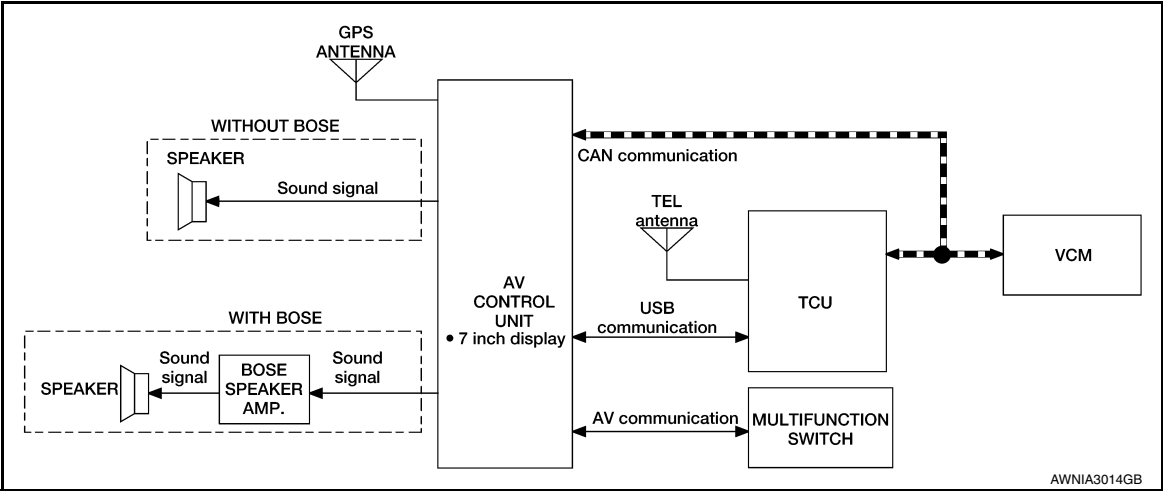 GPS
ANTENNA
WITHOUT BOSE
SPEAKER
Sound signal
WITH BOSE
SPEAKER
Sound
signal
BOSE
SPEAKER
AMP.
Sound
signal
AV
CONTROL
UNIT
• 7 inch display
CAN communication
TEL
antenna
TCU
VCM
USB
communication
AV communication
MULTIFUNCTION
SWITCH
AWNIA3014GB